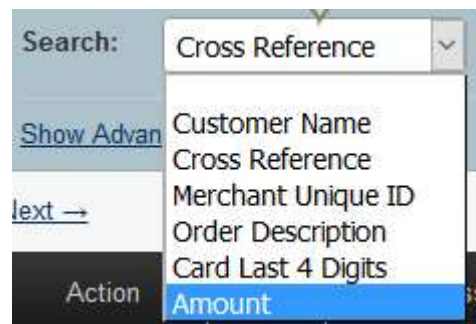 Search: Cross Reference
Customer Name
Show Advan
Cross Reference
Merchant Unique ID
Next →
Order Description
Card Last 4 Digits
Action
Amount